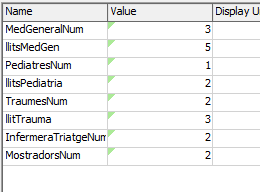 Name Value Display U
MedGeneralNum 3
llitsMedGen 5
PediatresNum 1
llitsPediatria 2
TraumesNum 2
llitTrauma 3
InfermeraTriatgeNum 2
MostradorsNum 2